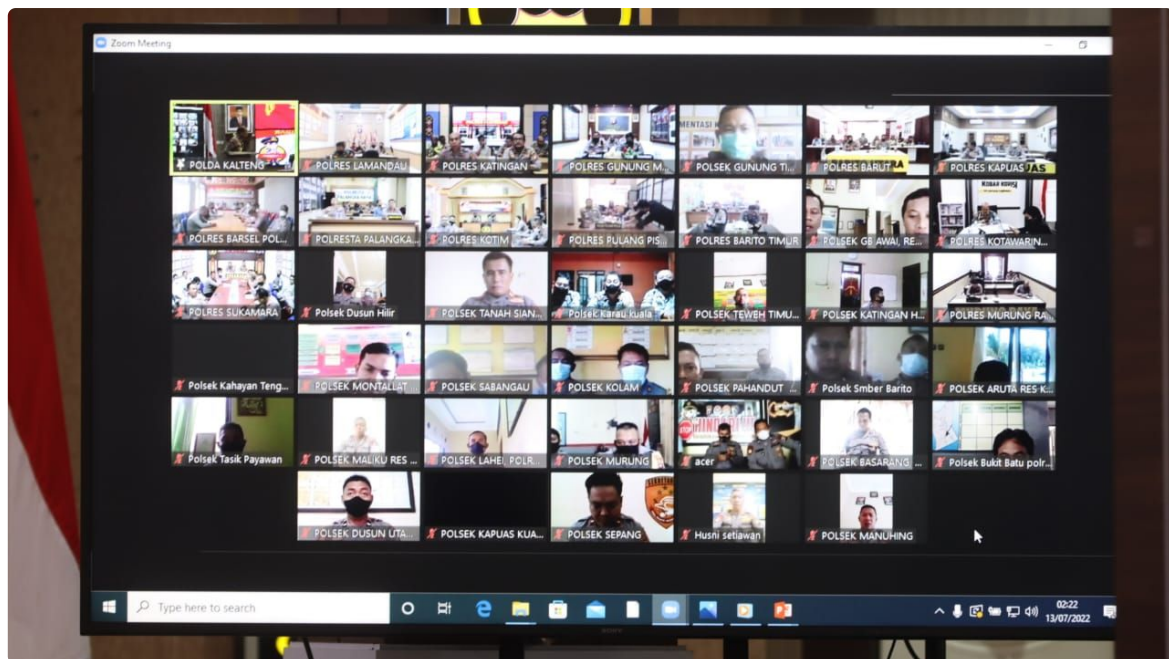 Zoom Meeting
MENTASI
POLDA KALTENG
POLRES LAMANDAU
POLRES KATINGAN
POLRES GUNUNG M...
POLSEK GUNUNG TI...
POLRES BARUT
POLRES KAPUAS
POLRES BARSEL POL...
POLRESTA PALANGKA...
POLRES KOTIM
POLRES PULANG PIS...
POLRES BARITO TIMUR
POLSEK GB AWAI, RE...
POLRES KOTAWARIN...
POLRES SUKAMARA
Polsek Dusun Hilir
POLSEK TANAH SIAN...
Polsek Karau kuala
POLSEK TEWEH TIMU...
POLSEK KATINGAN H...
POLRES MURUNG RA...
Polsek Kahayan Teng...
POLSEK MONTALLAT ...
POLSEK SABANGAU
POLSEK KOLAM
POLSEK PAHANDUT ...
Polsek Smber Barito
POLSEK ARUTA RES K...
Polsek Tasik Payawan
POLSEK MALIKU RES ...
POLSEK LAHEI, POLR...
POLSEK MURUNG
STOP
acer
POLSEK BASARANG ...
Polsek Bukit Batu polr...
POLSEK DUSUN UTA...
POLSEK KAPUAS KUA...
POLSEK SEPANG
Husni setiawan
POLSEK MANUHING
Type here to search
02:22
13/07/2022